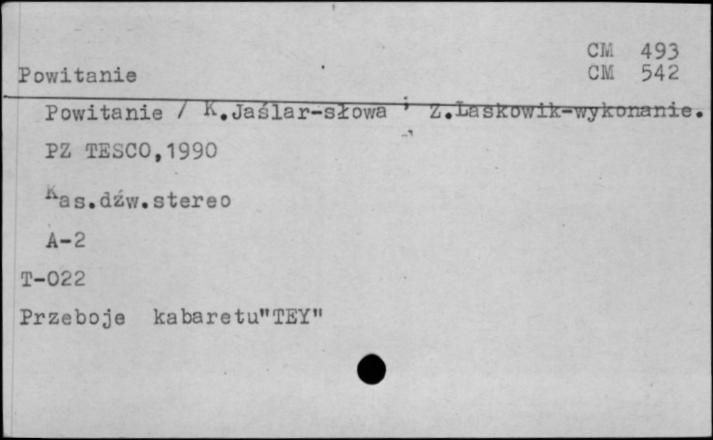 CM 493
Powitanie CM 542
Powitanie / K.Jaślar-słowa ; Z.Laskowik-wykonanie.
PZ TESCO,1990
Kas.dźw.stereo
A-2
T-022
Przeboje kabaretu"TEY"